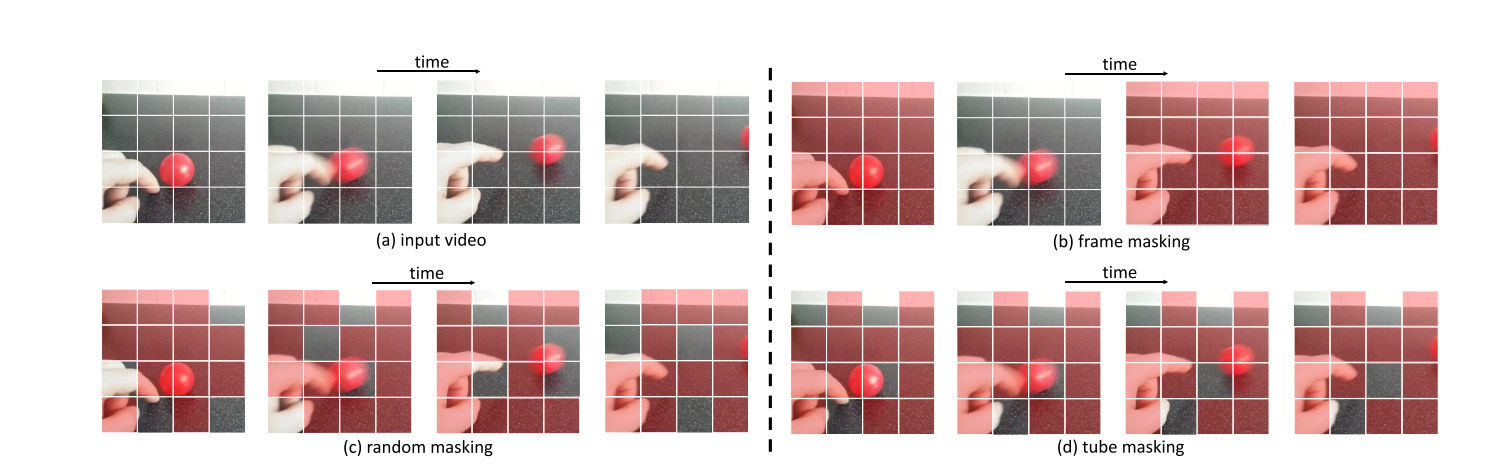 time
time
(a) input video
(b) frame masking
time
time
(c) random masking
(d) tube masking